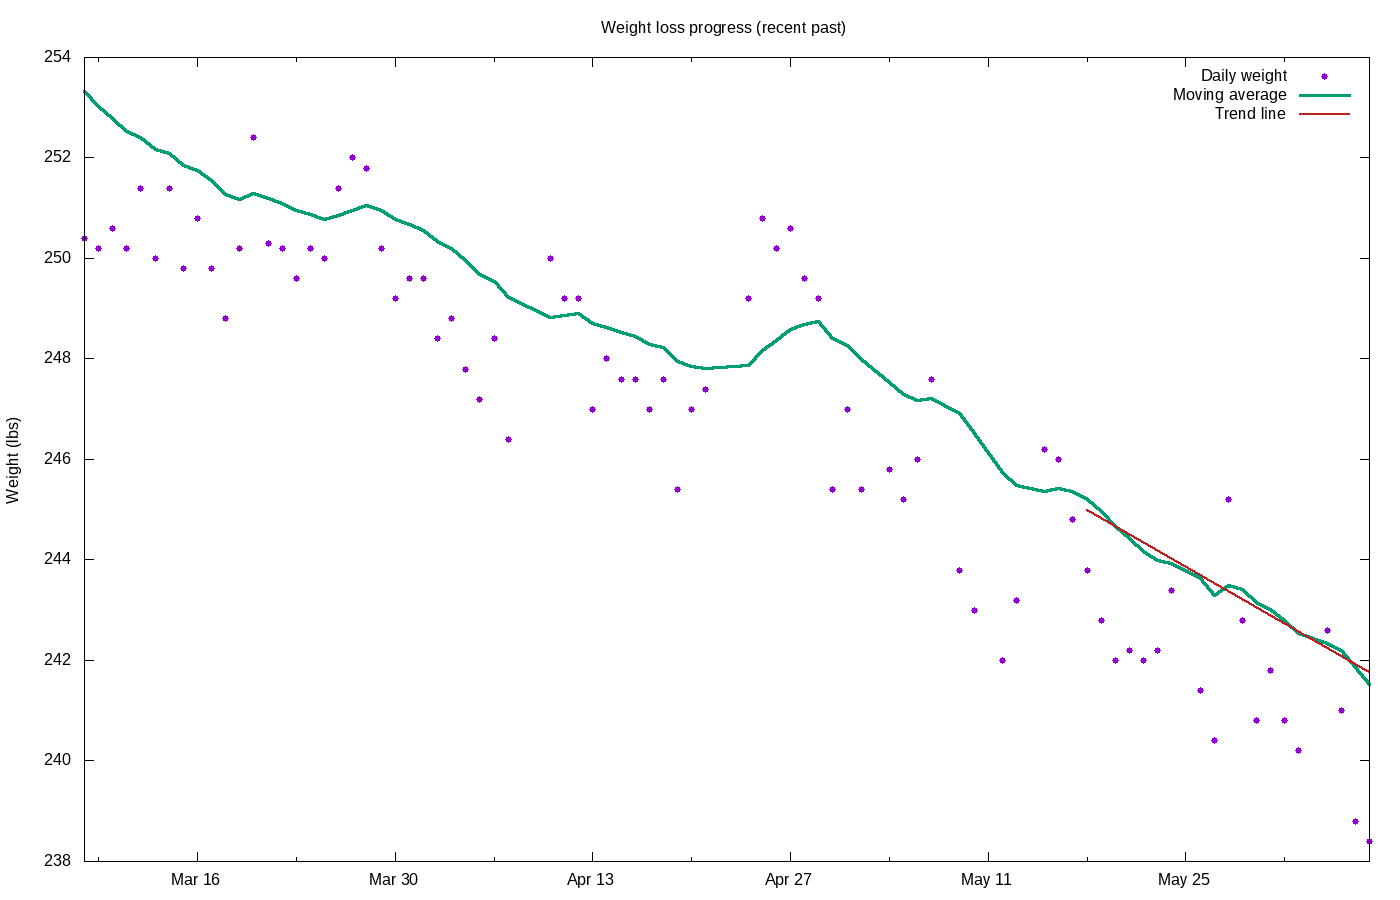 Weight loss progress (recent past)
254
252
250
248
246
244
242
240
238
Weight (lbs)
Daily weight
Moving average
Trend line
Mar 16
Mar 30
Apr 13
Apr 27
May 11
May 25